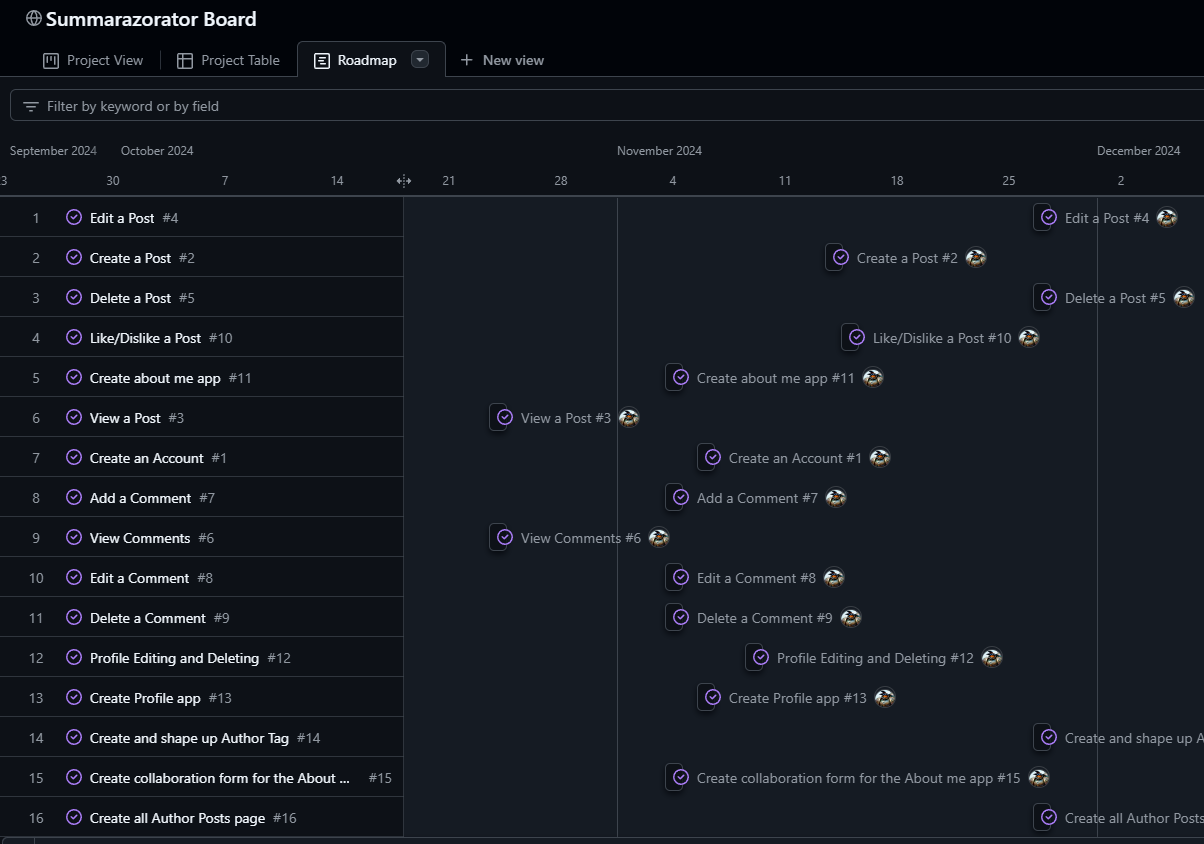 Summarazorator Board
Project View Project Table Roadmap New view
Filter by keyword or by field
September 2024 October 2024 November 2024 December 2024
3 30 7 14 21 28 4 11 18 25 2
1 Edit a Post #4 Edit a Post #4
2 Create a Post #2 Create a Post #2
3 Delete a Post #5 Delete a Post #5
4 Like/Dislike a Post #10 Like/Dislike a Post #10
5 Create about me app #11 Create about me app #11
6 View a Post #3 View a Post #3
7 Create an Account #1 Create an Account #1
8 Add a Comment #7 Add a Comment #7
9 View Comments #6 View Comments #6
10 Edit a Comment #8 Edit a Comment #8
11 Delete a Comment #9 Delete a Comment #9
12 Profile Editing and Deleting #12 Profile Editing and Deleting #12
13 Create Profile app #13 Create Profile app #13
14 Create and shape up Author Tag #14 Create and shape up A
15 Create collaboration form for the About ... #15 Create collaboration form for the About me app #15
16 Create all Author Posts page #16 Create all Author Posts